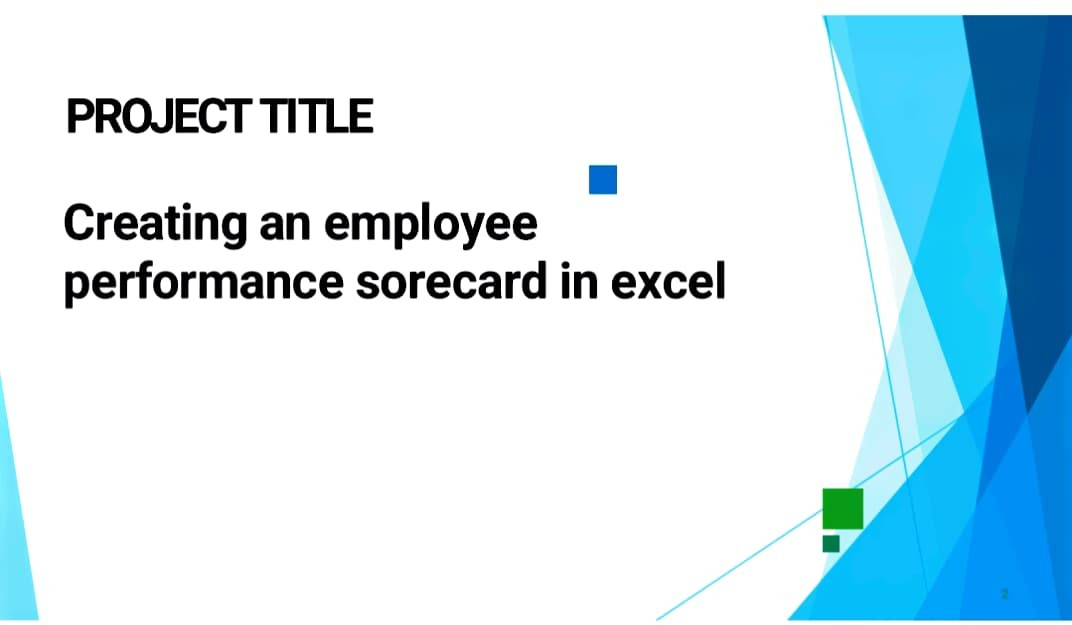 PROJECT TITLE
Creating an employee
performance sorecard in excel
2